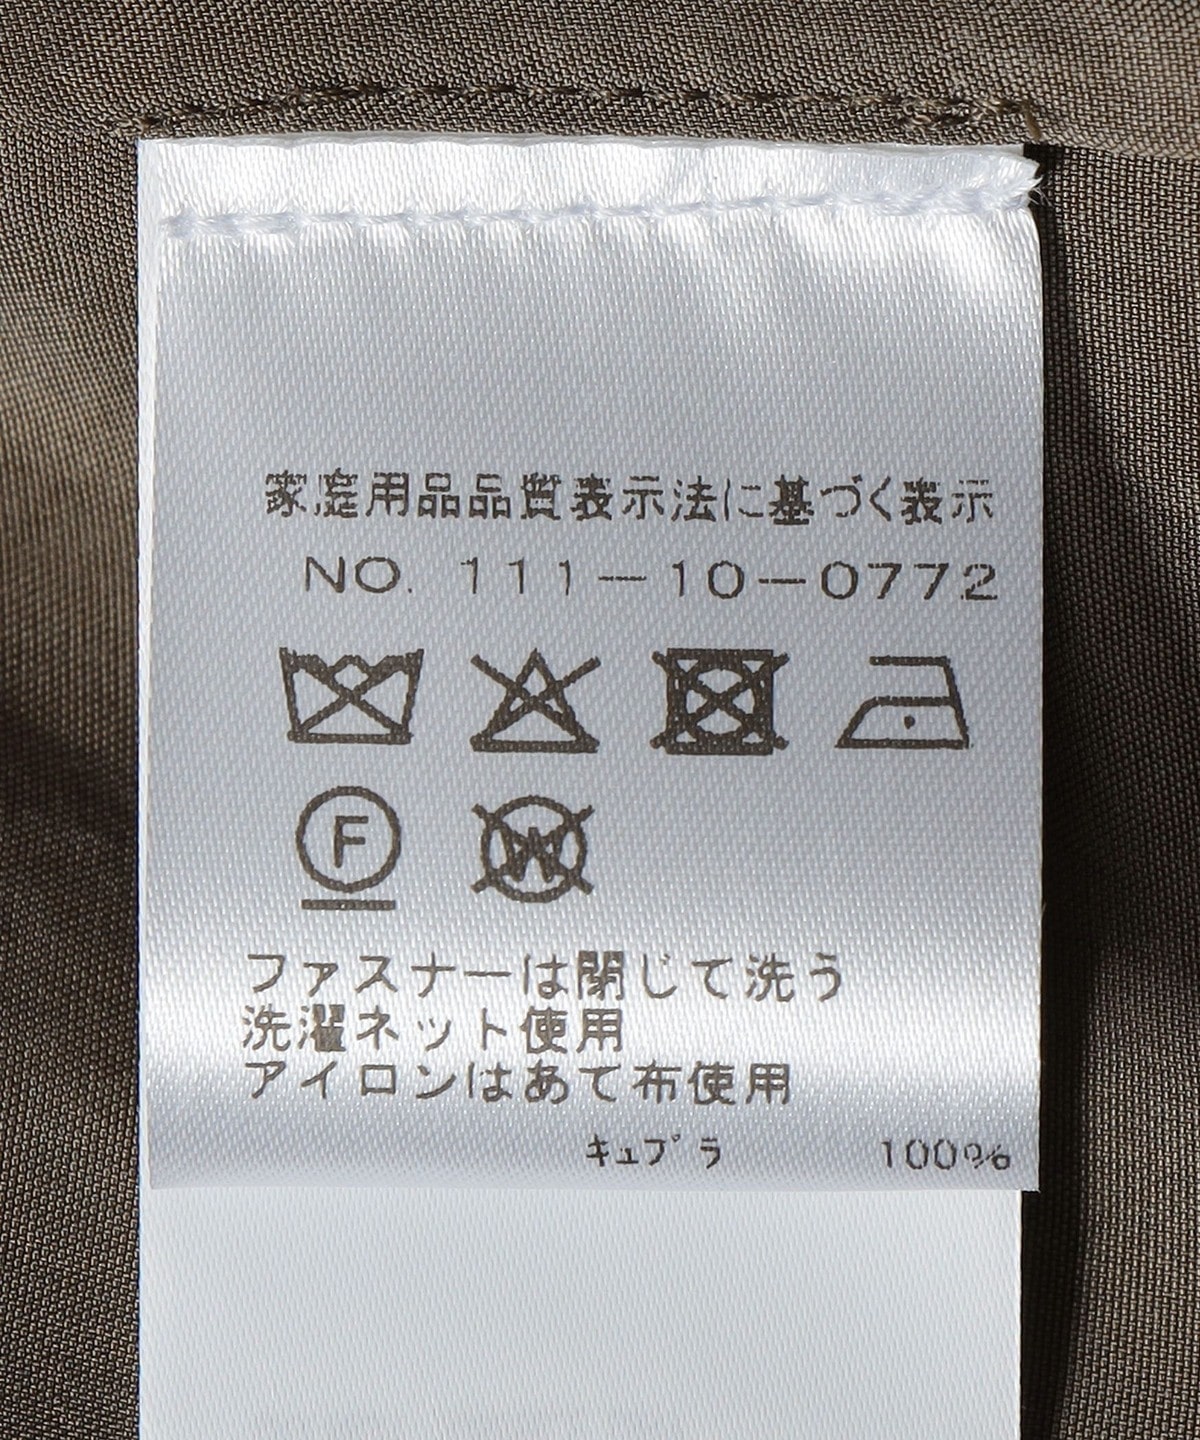 家庭用品品質表示法に基づく表示
NO. 111-10-0772
F W
ファスナーは閉じて洗う
洗濯ネット使用
アイロンはあて布使用
キュプラ 100%